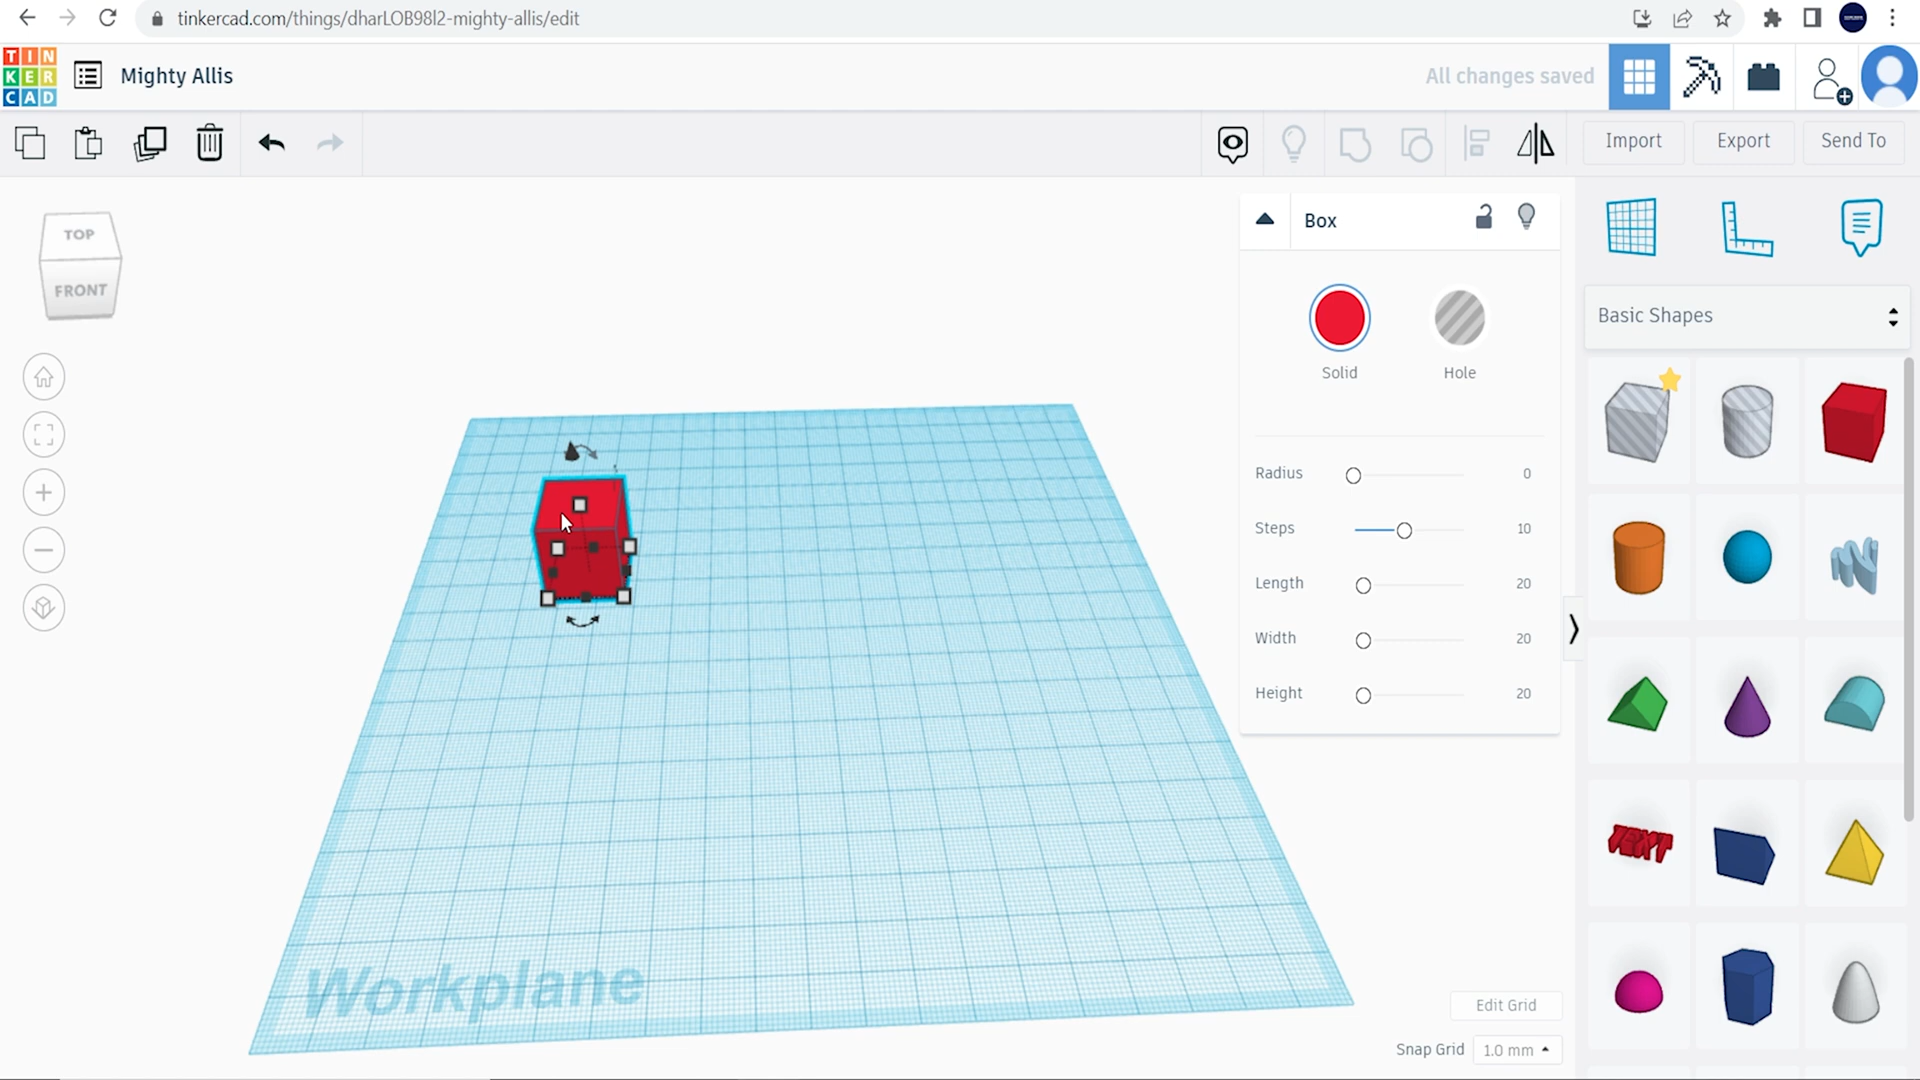 tinkercad.com/things/dharLOB98l2-mighty-allis/edit
TIN
KER
CAD
Mighty Allis
All changes saved
Import
Export
Send To
TOP
FRONT
Box
Solid
Hole
Radius 0
Steps 10
Length 20
Width 20
Height 20
Basic Shapes
TEXT
Workplane
Edit Grid
Snap Grid 1.0 mm